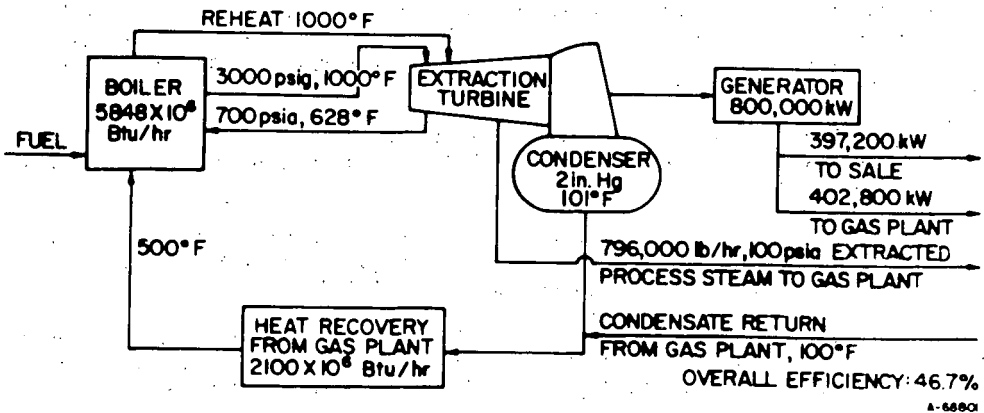 REHEAT 1000°F
BOILER
5848X10⁶
Btu/hr
3000 psig, 1000°F
700 psia, 628°F
FUEL
EXTRACTION
TURBINE
GENERATOR
800,000 kW
397,200 kW
TO SALE
402,800 kW
TO GAS PLANT
CONDENSER
2 in. Hg
101°F
500°F
796,000 lb/hr, 100 psia EXTRACTED
PROCESS STEAM TO GAS PLANT
HEAT RECOVERY
FROM GAS PLANT
2100 X10⁶ Btu/hr
CONDENSATE RETURN
FROM GAS PLANT, 100°F
OVERALL EFFICIENCY: 46.7%
A-66801